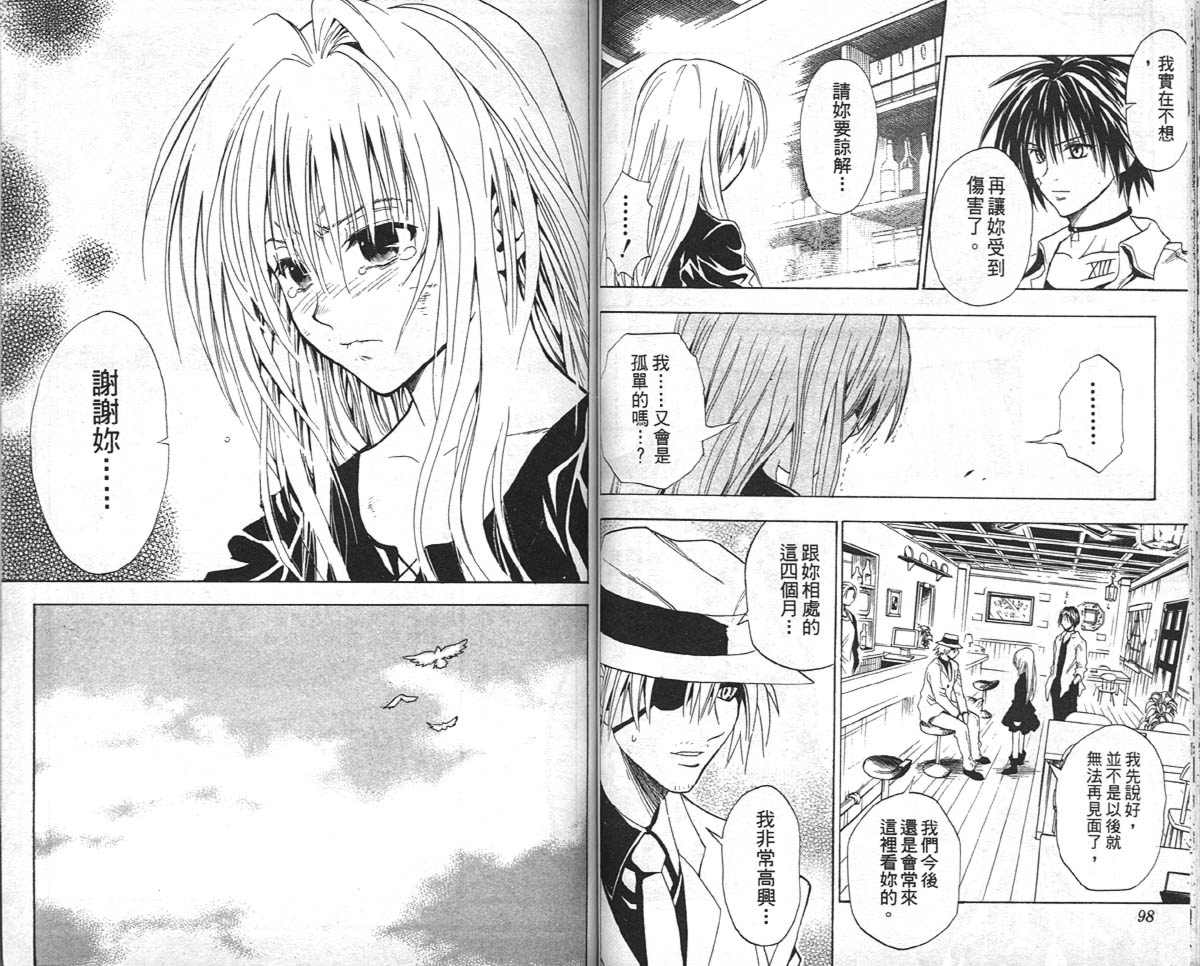 我實在不想
，
再讓妳受到
傷害了。
XIII
請妳要諒解…
……！
………
我……又會是
孤單的嗎…？
我先說好，
並不是以後就
無法再見面了，
我們今後
還是會常來
這裡看妳的。
跟妳相處的
這四個月…
我非常高興…
98
謝謝妳……